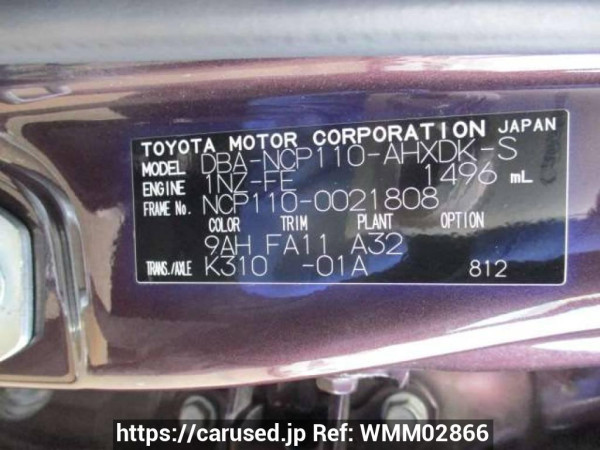 TOYOTA MOTOR CORPORATION JAPAN
MODEL DBA-NCP110-AHXDK-S
ENGINE 1NZ-FE 1496 mL
FRAME No. NCP110-0021808
COLOR TRIM PLANT OPTION
9AH FA11 A32
TRANS./AXLE K310 -01A 812
https://carused.jp Ref: WMM02866